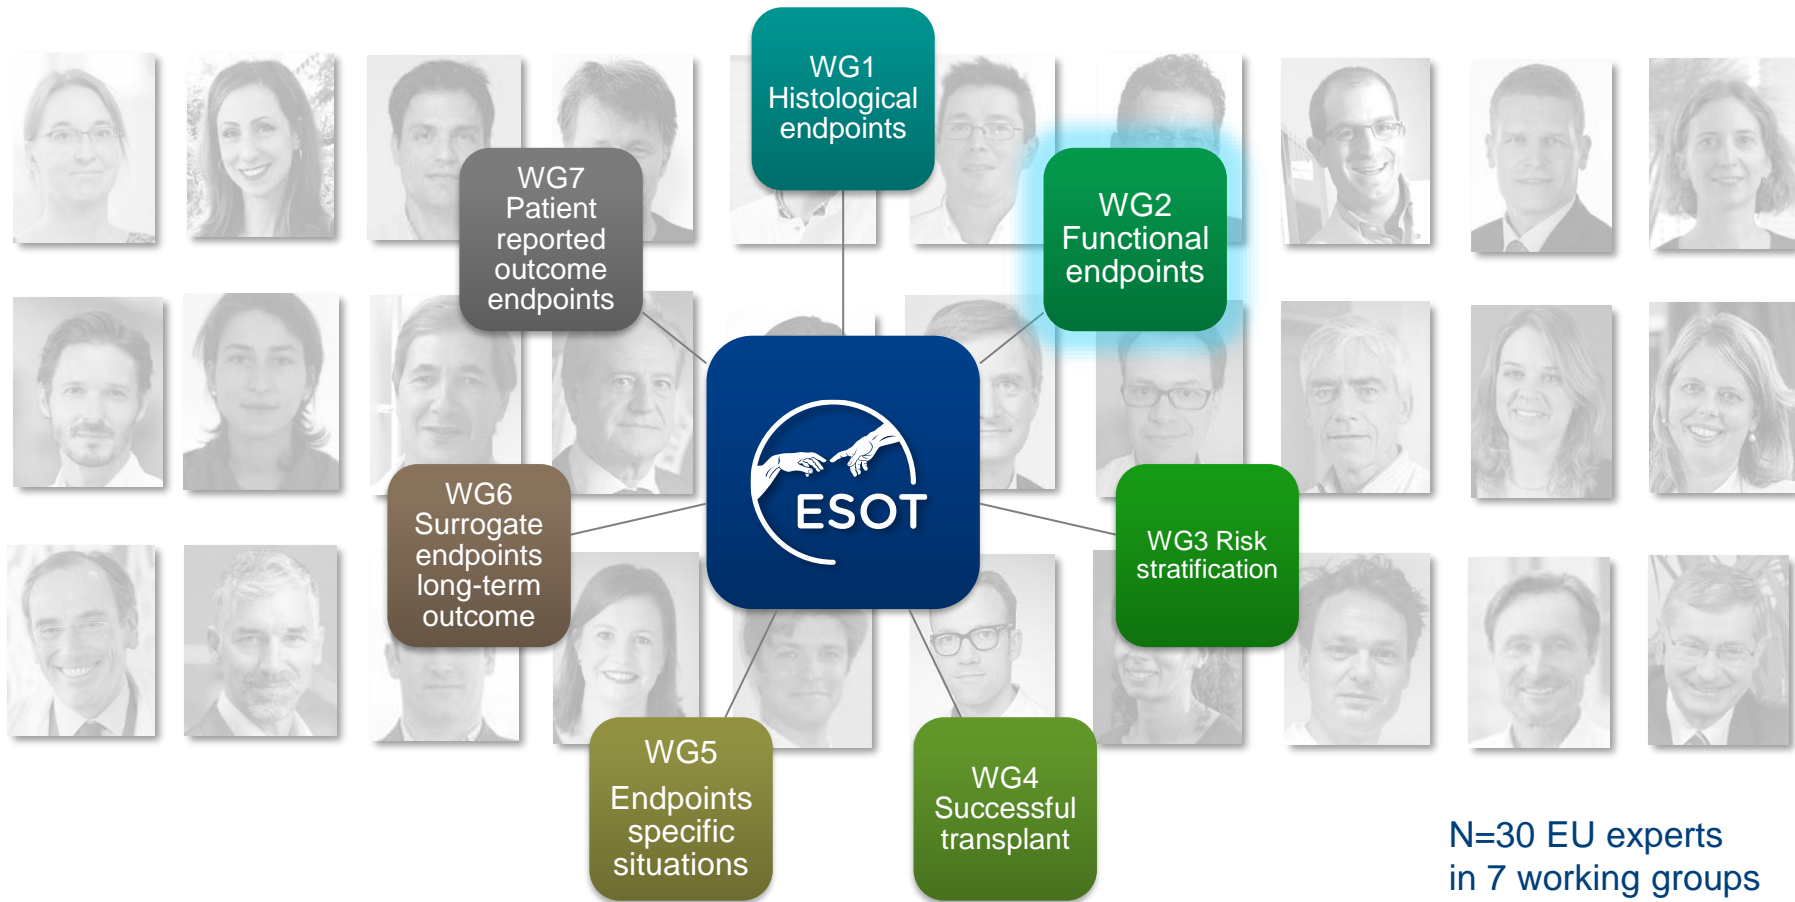 WG1
Histological
endpoints
WG2
Functional
endpoints
WG3 Risk
stratification
WG4
Successful
transplant
WG5
Endpoints
specific
situations
WG6
Surrogate
endpoints
long-term
outcome
WG7
Patient
reported
outcome
endpoints
ESOT
N=30 EU experts
in 7 working groups